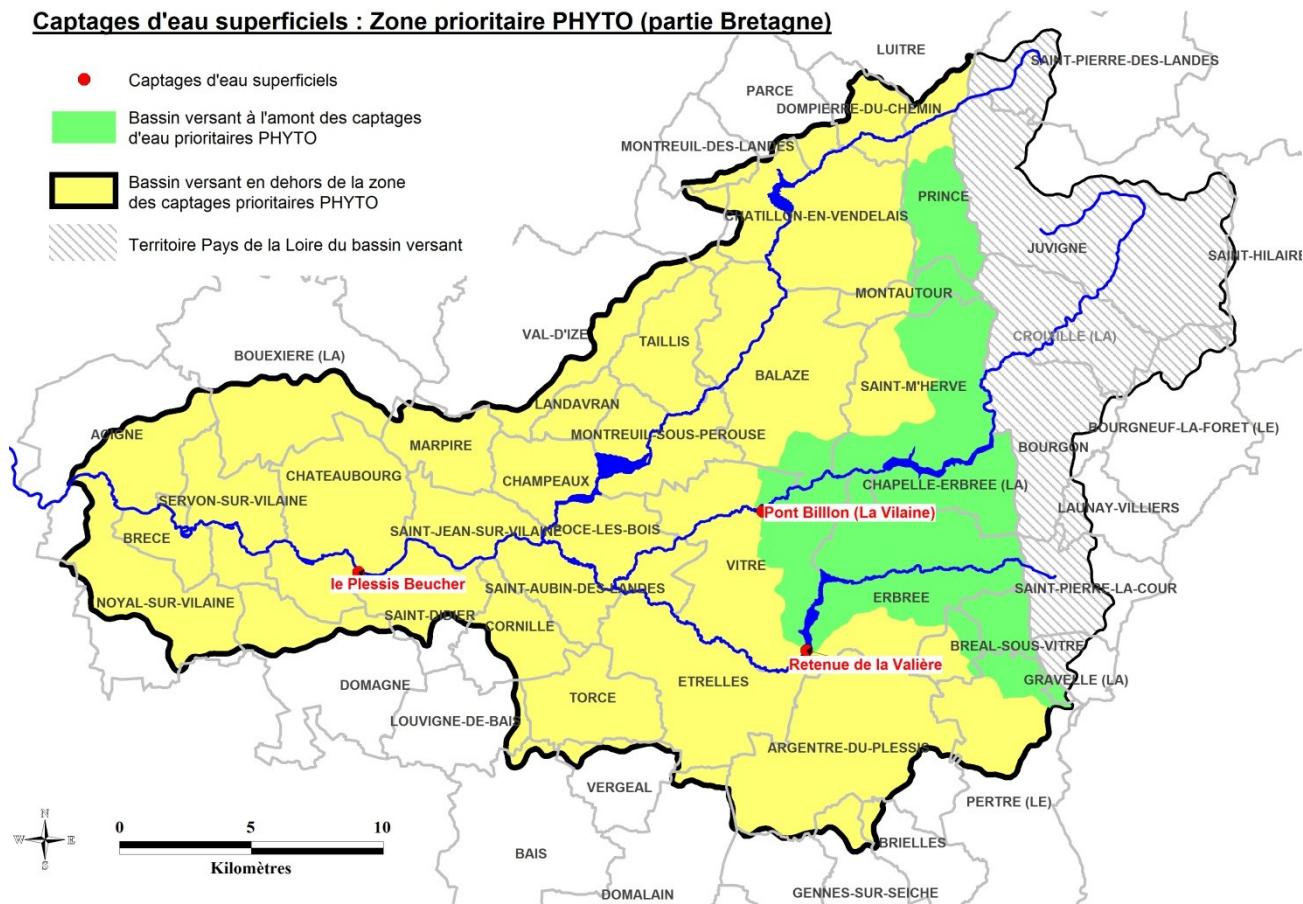 Captages d'eau superficiels : Zone prioritaire PHYTO (partie Bretagne)
Captages d'eau superficiels
Bassin versant à l'amont des captages
d'eau prioritaires PHYTO
Bassin versant en dehors de la zone
des captages prioritaires PHYTO
Territoire Pays de la Loire du bassin versant
LUITRE
SAINT-PIERRE-DES-LANDES
PARCE
DOMPIERRE-DU-CHEMIN
MONTREUIL-DES-LANDES
PRINCE
CHATILLON-EN-VENDELAIS
JUVIGNE
SAINT-HILAIRE
MONTAUTOUR
VAL-D'IZE
TAILLIS
CROIXILLE (LA)
BOUEXIERE (LA)
BALAZE
SAINT-M'HERVE
LANDAVRAN
BOURGNEUF-LA-FORET (LE)
ACIGNE
MARPIRE
MONTREUIL-SOUS-PEROUSE
BOURGON
CHATEAUBOURG
CHAMPEAUX
CHAPELLE-ERBREE (LA)
SERVON-SUR-VILAINE
LAUNAY-VILLIERS
Pont Billlon (La Vilaine)
BRECE
SAINT-JEAN-SUR-VILAINE
POCE-LES-BOIS
VITRE
le Plessis Beucher
SAINT-AUBIN-DES-LANDES
SAINT-PIERRE-LA-COUR
ERBREE
NOYAL-SUR-VILAINE
SAINT-DIDIER
CORNILLE
BREAL-SOUS-VITRE
Retenue de la Valière
DOMAGNE
ETRELLES
GRAVELLE (LA)
TORCE
LOUVIGNE-DE-BAIS
ARGENTRE-DU-PLESSIS
VERGEAL
PERTRE (LE)
BRIELLES
BAIS
DOMALAIN
GENNES-SUR-SEICHE
N
W E
S
0 5 10
Kilomètres